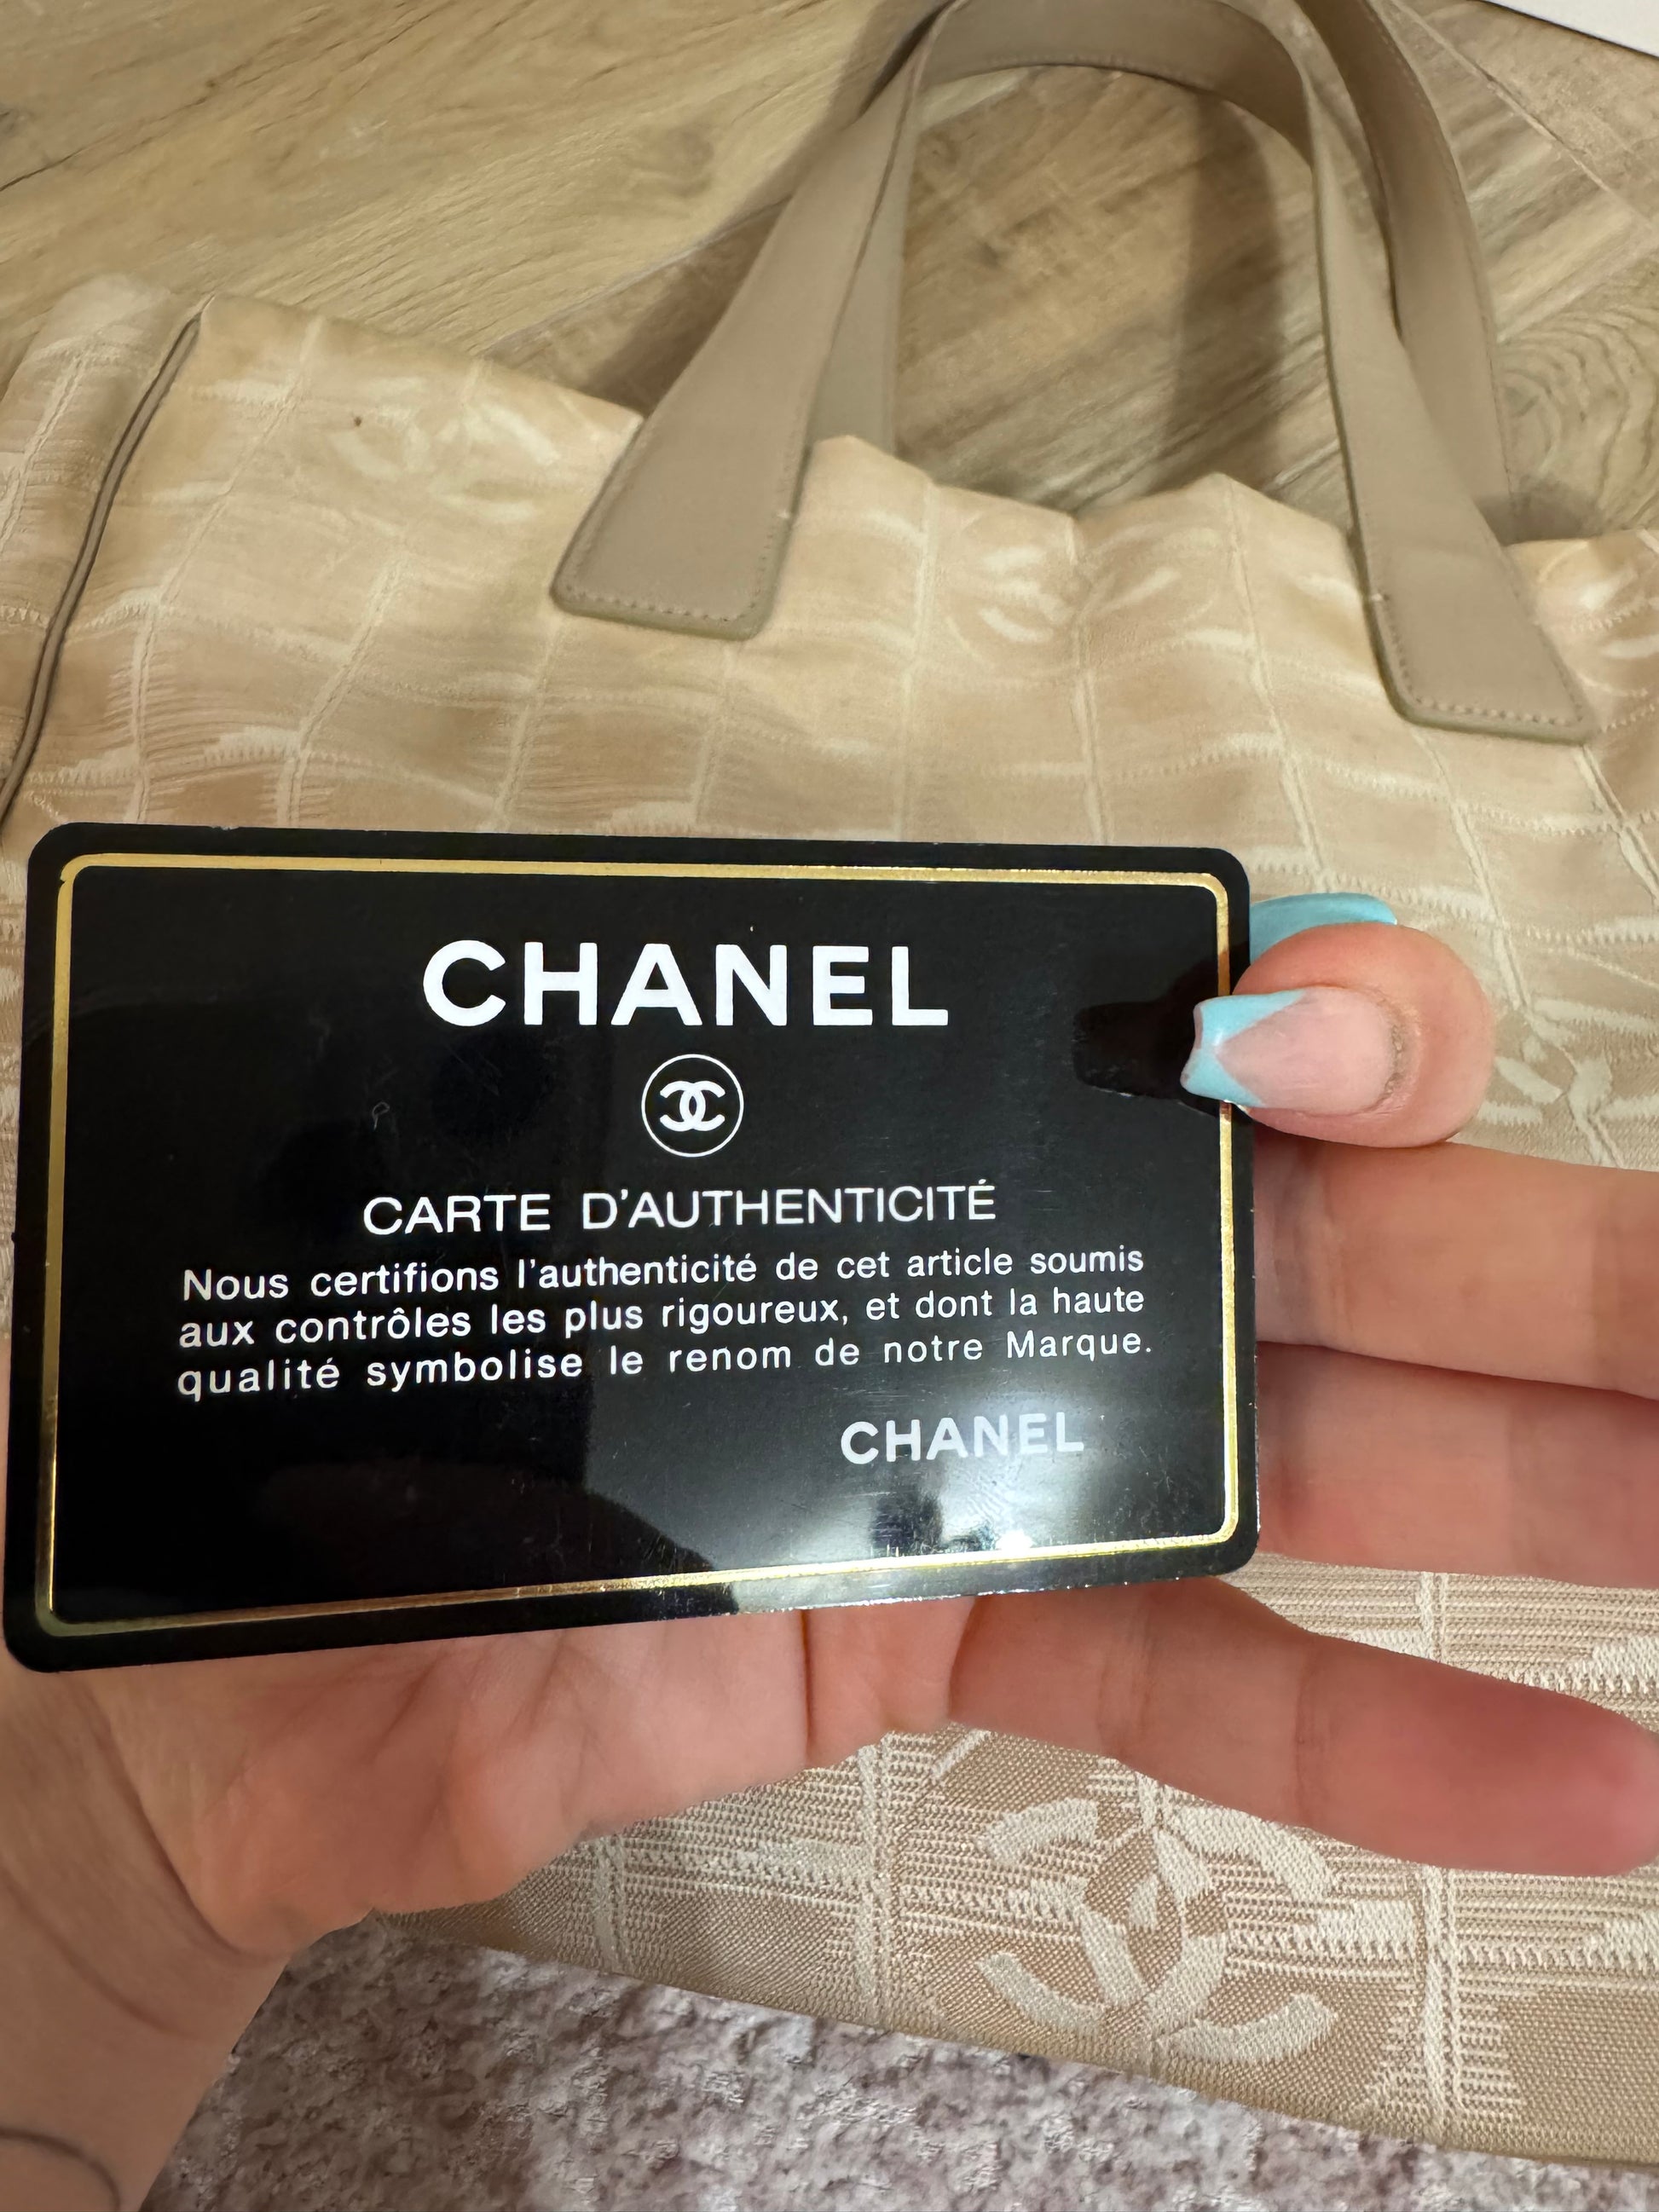 CHANEL
CARTE D'AUTHENTICITÉ
Nous certifions l'authenticité de cet article soumis
aux contrôles les plus rigoureux, et dont la haute
qualité symbolise le renom de notre Marque.
CHANEL